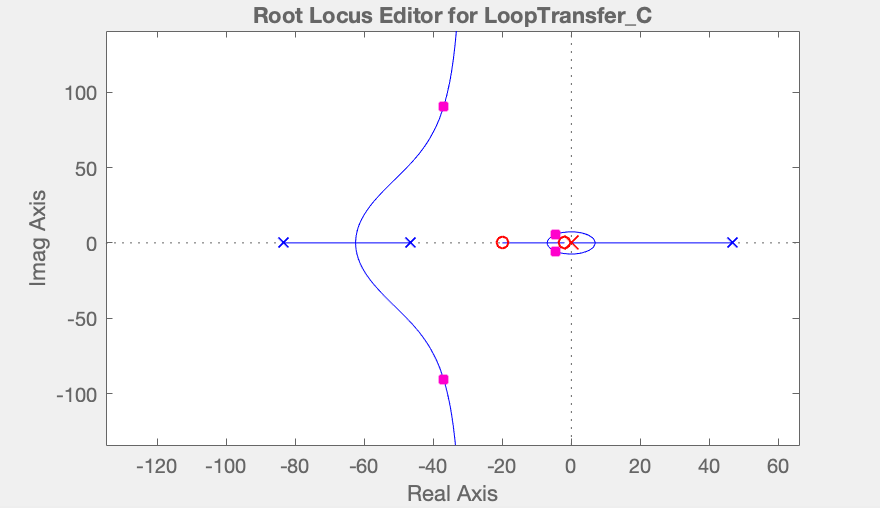 Root Locus Editor for LoopTransfer_C
100
50
0
-50
-100
Imag Axis
-120 -100 -80 -60 -40 -20 0 20 40 60
Real Axis